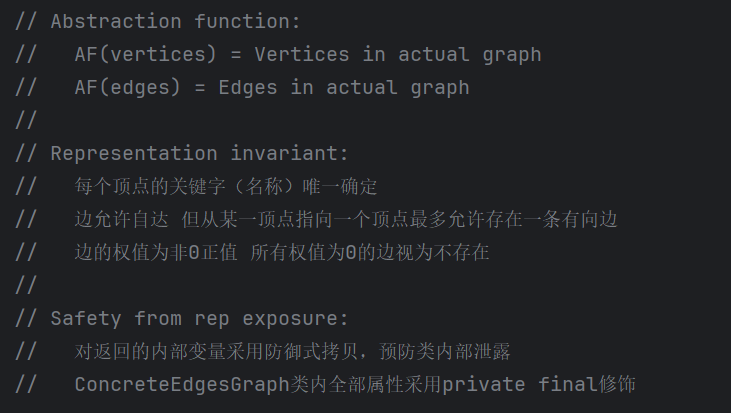 // Abstraction function:
//   AF(vertices) = Vertices in actual graph
//   AF(edges) = Edges in actual graph
//
// Representation invariant:
//   每个顶点的关键字（名称）唯一确定
//   边允许自达 但从某一顶点指向一个顶点最多允许存在一条有向边
//   边的权值为非0正值 所有权值为0的边视为不存在
//
// Safety from rep exposure:
//   对返回的内部变量采用防御式拷贝，预防类内部泄露
//   ConcreteEdgesGraph类内全部属性采用private final修饰